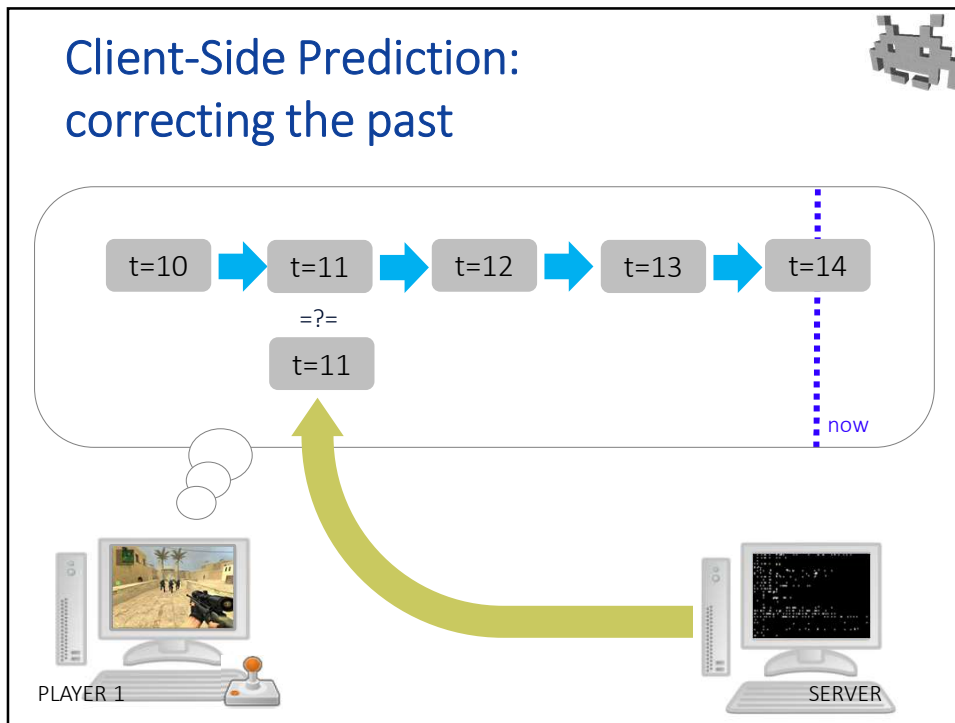 Client-Side Prediction:
correcting the past
t=10 t=11 t=12 t=13 t=14
=?=
t=11
now
PLAYER 1 SERVER